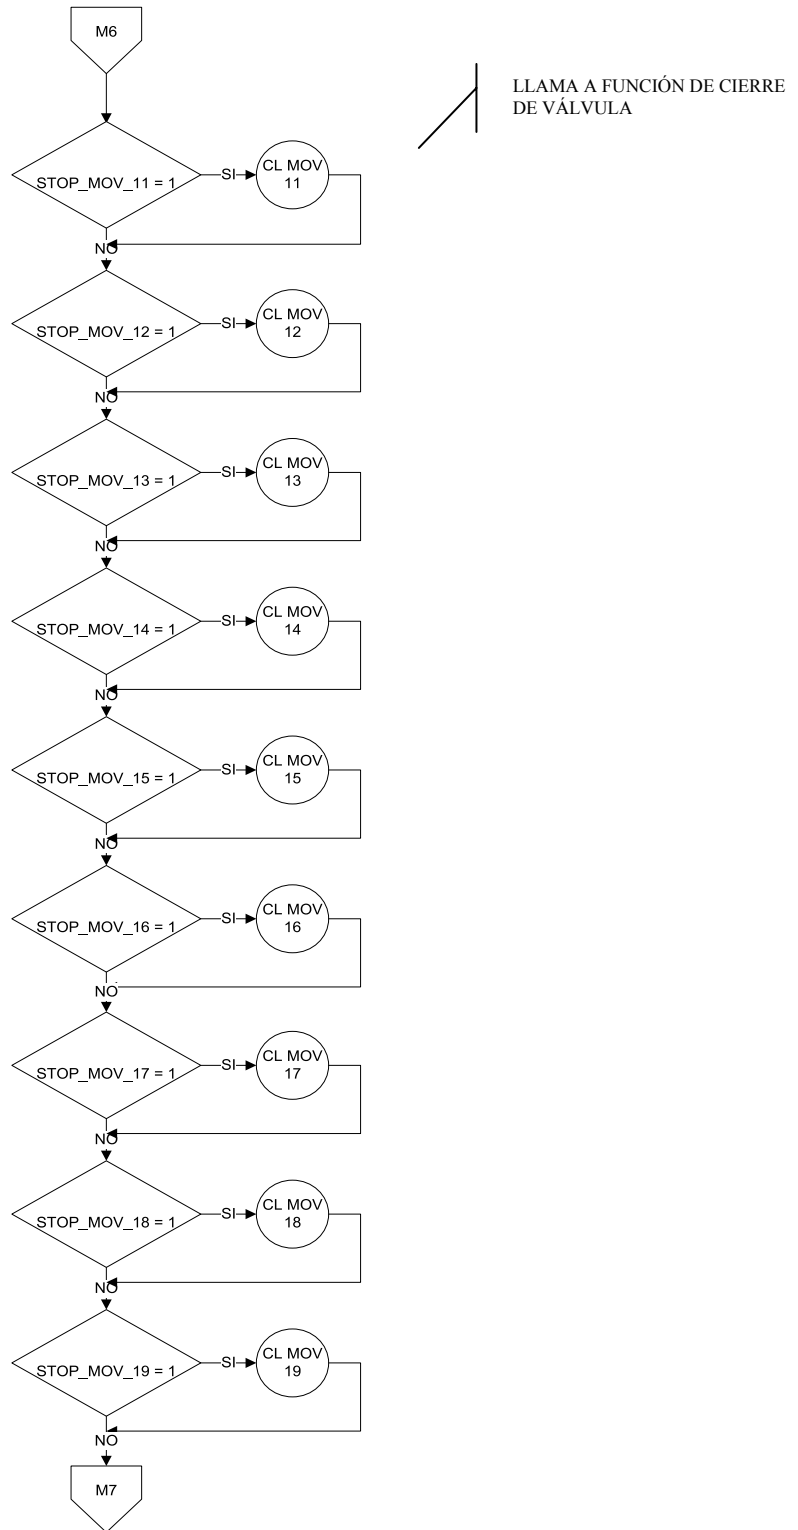 M6
LLAMA A FUNCIÓN DE CIERRE
DE VÁLVULA
STOP_MOV_11 = 1
SI
CL MOV
11
NO
STOP_MOV_12 = 1
SI
CL MOV
12
NO
STOP_MOV_13 = 1
SI
CL MOV
13
NO
STOP_MOV_14 = 1
SI
CL MOV
14
NO
STOP_MOV_15 = 1
SI
CL MOV
15
NO
STOP_MOV_16 = 1
SI
CL MOV
16
NO
STOP_MOV_17 = 1
SI
CL MOV
17
NO
STOP_MOV_18 = 1
SI
CL MOV
18
NO
STOP_MOV_19 = 1
SI
CL MOV
19
NO
M7